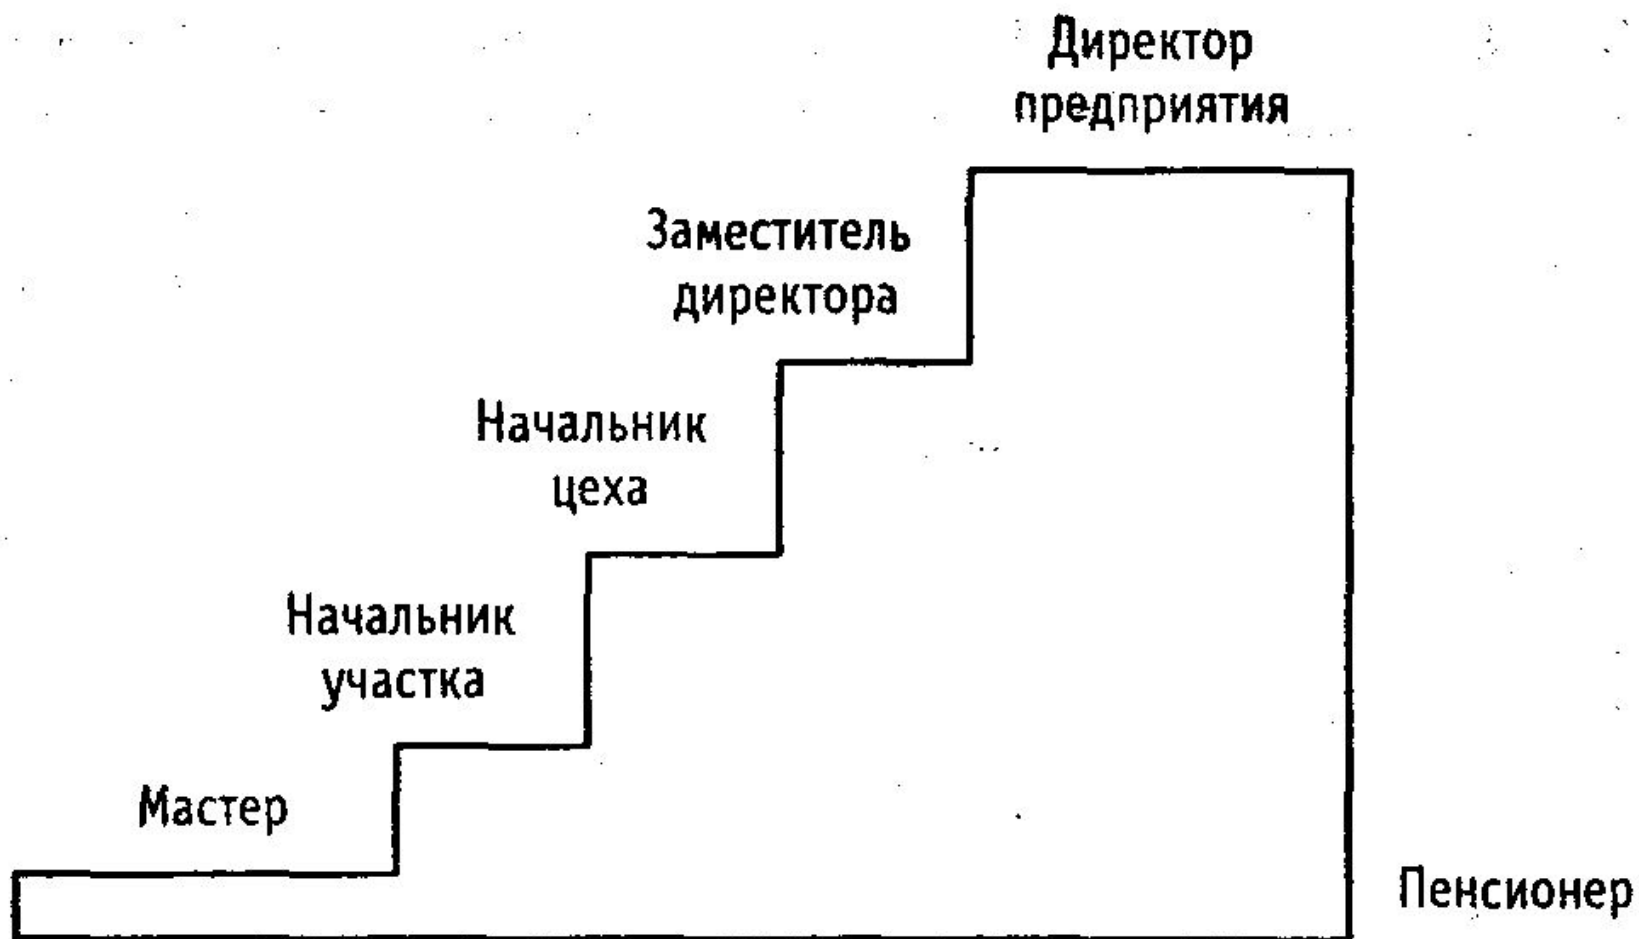 Директор
предприятия
Заместитель
директора
Начальник
цеха
Начальник
участка
Мастер
Пенсионер